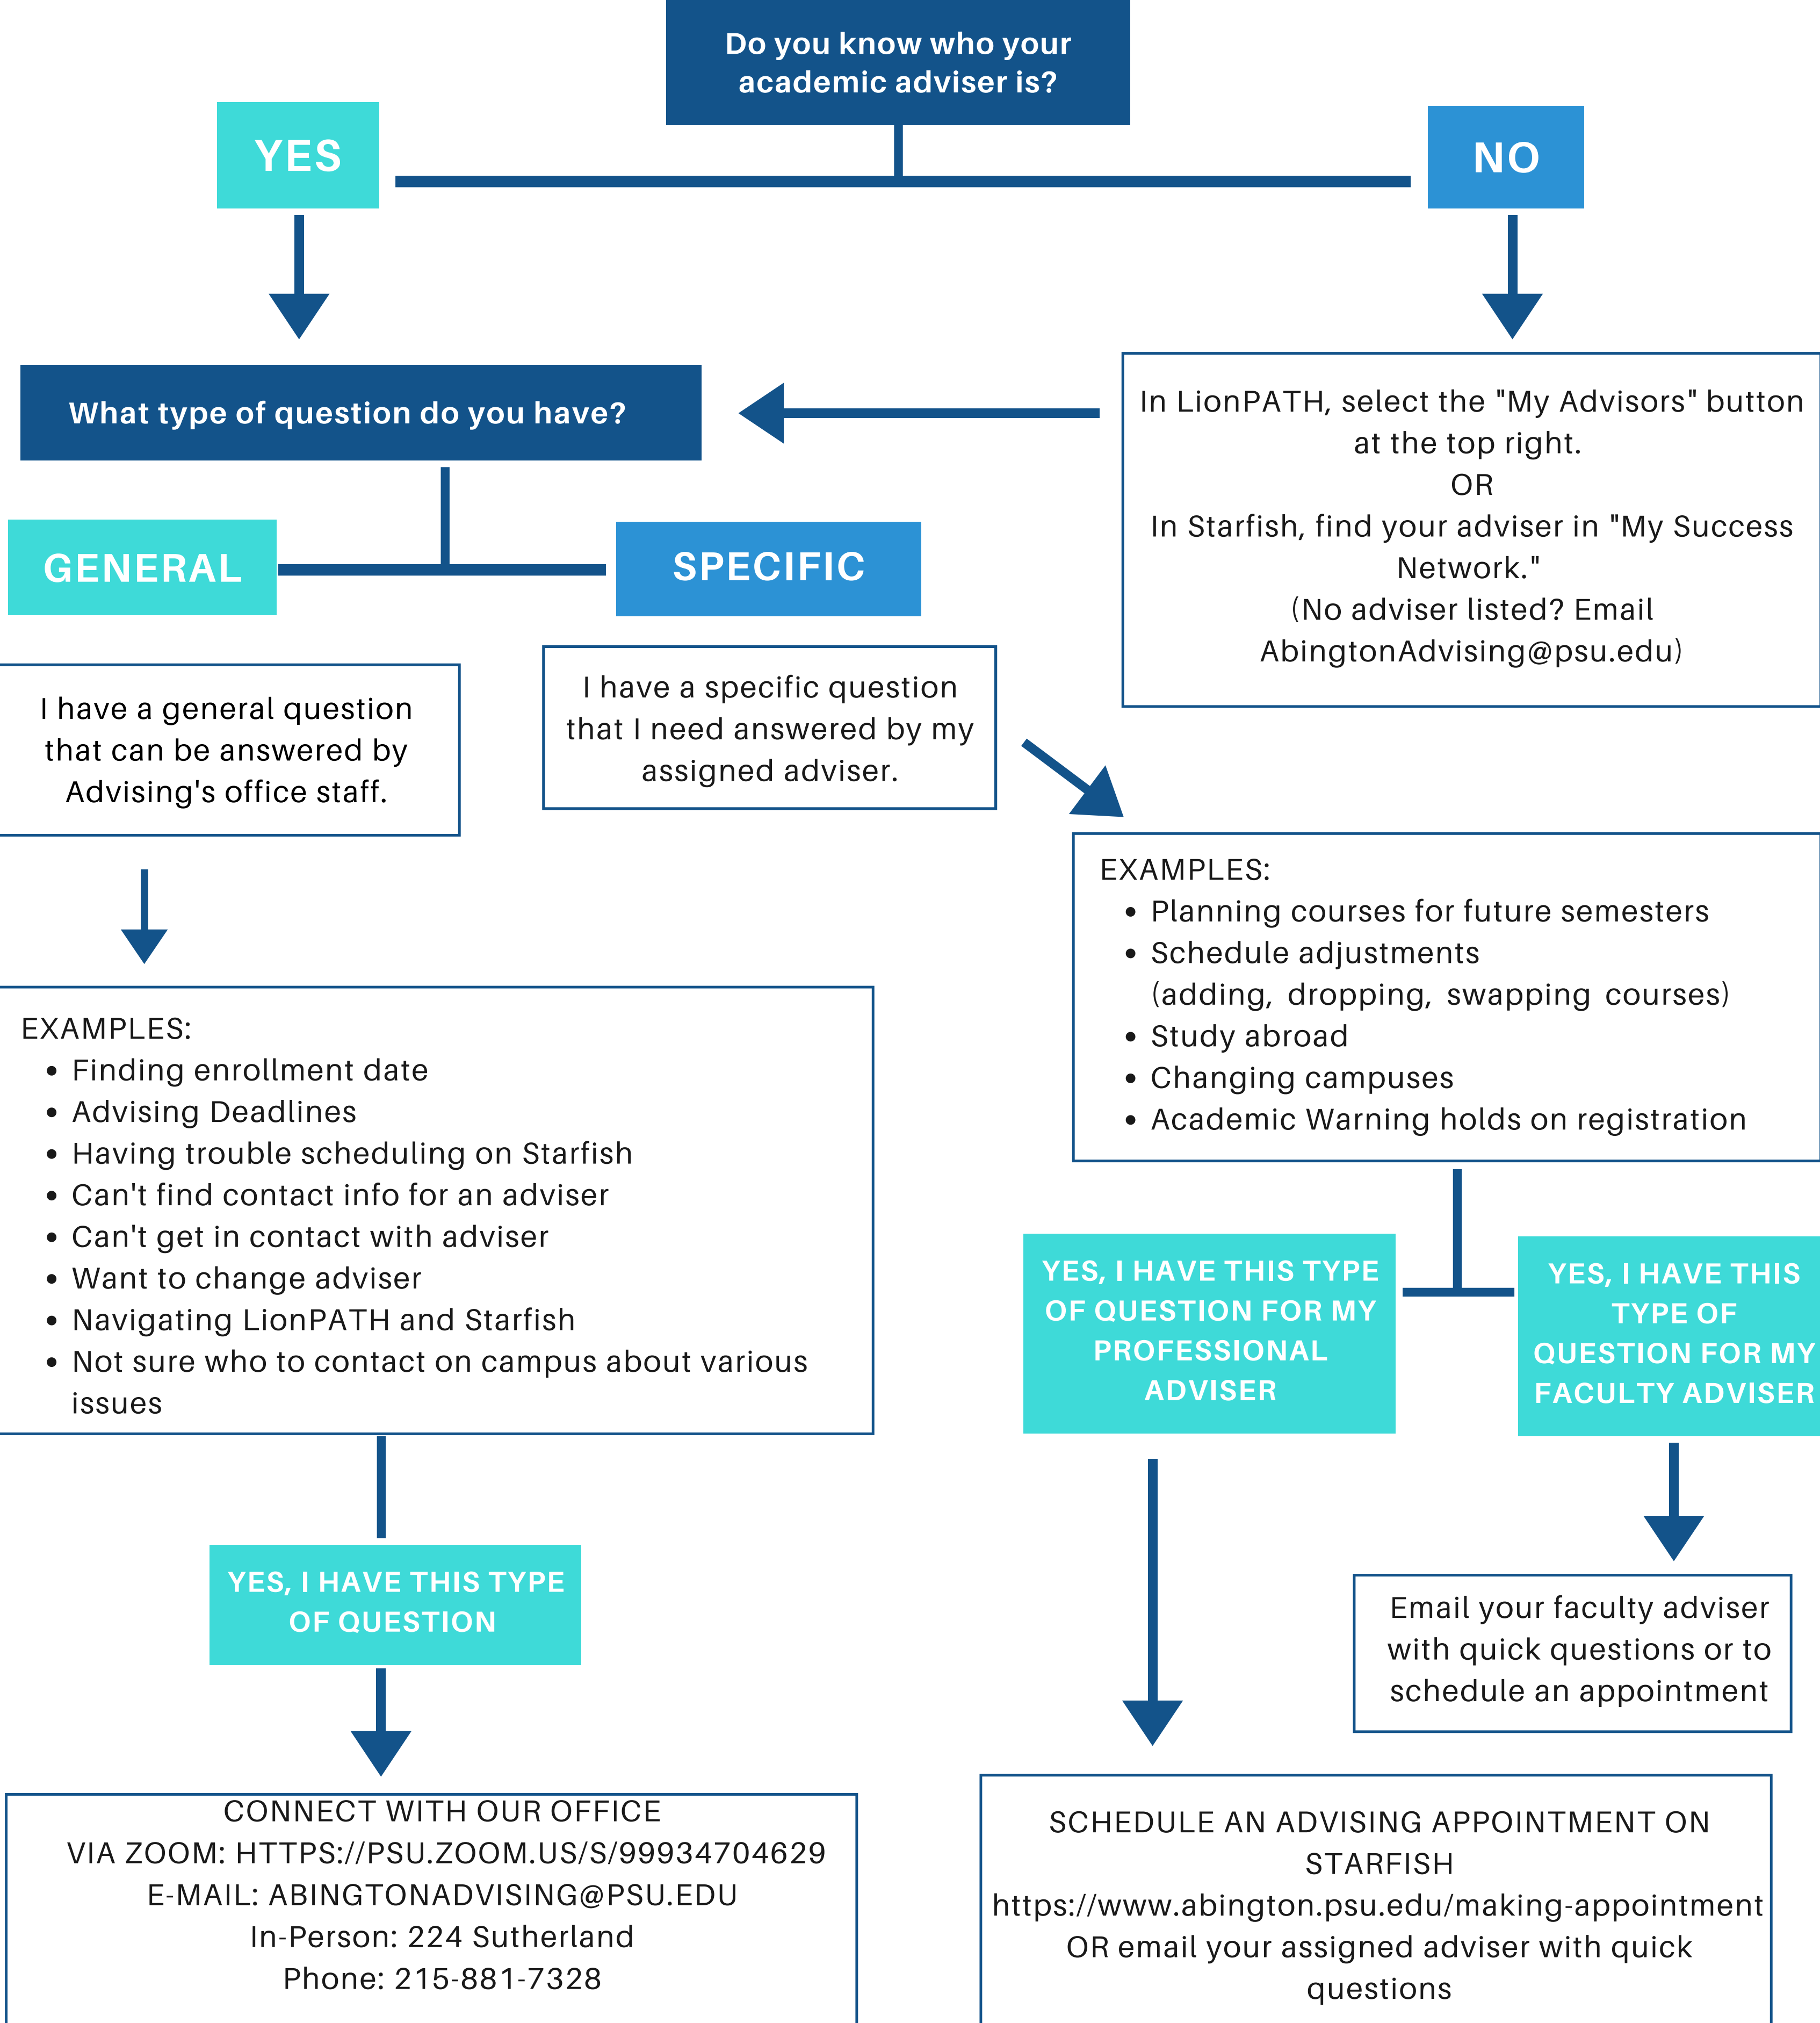 Do you know who your
academic adviser is?
YES
NO
What type of question do you have?
In LionPATH, select the "My Advisors" button
at the top right.
OR
In Starfish, find your adviser in "My Success
Network."
(No adviser listed? Email
AbingtonAdvising@psu.edu)
GENERAL
SPECIFIC
I have a general question
that can be answered by
Advising's office staff.
I have a specific question
that I need answered by my
assigned adviser.
EXAMPLES:
• Planning courses for future semesters
• Schedule adjustments
(adding, dropping, swapping courses)
• Study abroad
• Changing campuses
• Academic Warning holds on registration
EXAMPLES:
• Finding enrollment date
• Advising Deadlines
• Having trouble scheduling on Starfish
• Can't find contact info for an adviser
• Can't get in contact with adviser
• Want to change adviser
• Navigating LionPATH and Starfish
• Not sure who to contact on campus about various
issues
YES, I HAVE THIS TYPE
OF QUESTION FOR MY
PROFESSIONAL
ADVISER
YES, I HAVE THIS
TYPE OF
QUESTION FOR MY
FACULTY ADVISER
YES, I HAVE THIS TYPE
OF QUESTION
Email your faculty adviser
with quick questions or to
schedule an appointment
CONNECT WITH OUR OFFICE
VIA ZOOM: HTTPS://PSU.ZOOM.US/S/99934704629
E-MAIL: ABINGTONADVISING@PSU.EDU
In-Person: 224 Sutherland
Phone: 215-881-7328
SCHEDULE AN ADVISING APPOINTMENT ON
STARFISH
https://www.abington.psu.edu/making-appointment
OR email your assigned adviser with quick
questions